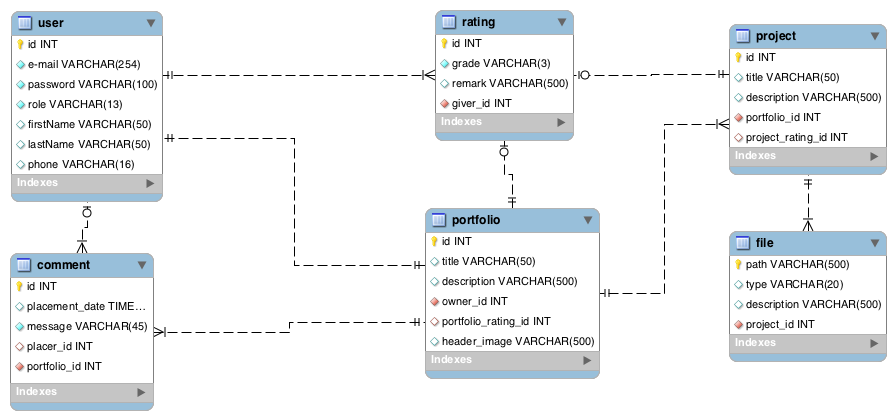 user
id INT
e-mail VARCHAR(254)
password VARCHAR(100)
role VARCHAR(13)
firstName VARCHAR(50)
lastName VARCHAR(50)
phone VARCHAR(16)
Indexes
rating
id INT
grade VARCHAR(3)
remark VARCHAR(500)
giver_id INT
Indexes
project
id INT
title VARCHAR(50)
description VARCHAR(500)
portfolio_id INT
project_rating_id INT
Indexes
comment
id INT
placement_date TIME...
message VARCHAR(45)
placer_id INT
portfolio_id INT
Indexes
portfolio
id INT
title VARCHAR(50)
description VARCHAR(500)
owner_id INT
portfolio_rating_id INT
header_image VARCHAR(500)
Indexes
file
path VARCHAR(500)
type VARCHAR(20)
description VARCHAR(500)
project_id INT
Indexes